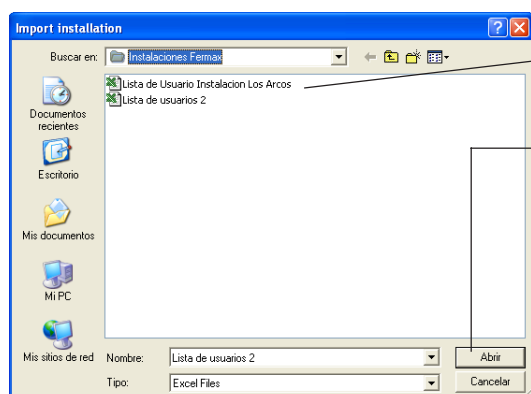 Import installation
Buscar en: Instalaciones Fermax
Lista de Usuario Instalacion Los Arcos
Lista de usuarios 2
Documentos
recientes
Escritorio
Mis documentos
Mi PC
Mis sitios de red
Nombre: Lista de usuarios 2 Abrir
Tipo: Excel Files Cancelar